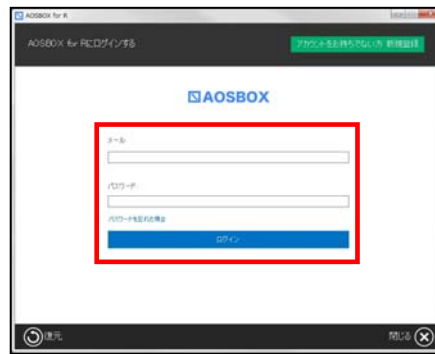 AOSBOX for R
AOSBOX for Rにログインする
アカウントをお持ちでない方 新規登録
AOSBOX
メール
パスワード
パスワードを忘れた場合
ログイン
復元
閉じる